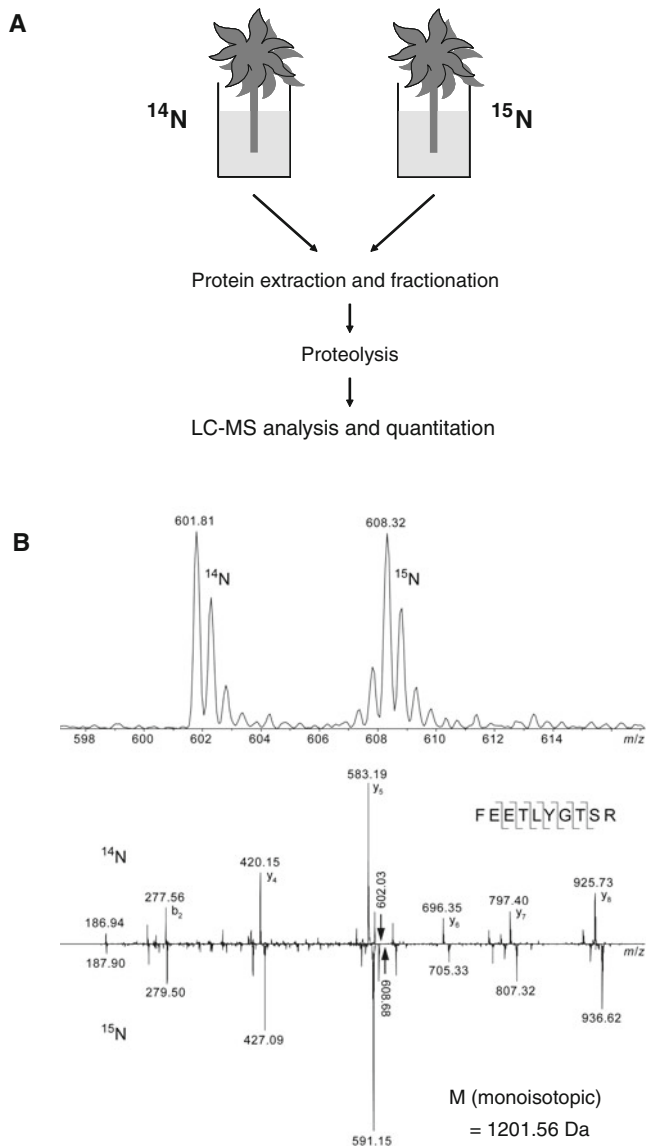 A
¹⁴N
¹⁵N
Protein extraction and fractionation
Proteolysis
LC-MS analysis and quantitation
B
601.81
608.32
¹⁴N
¹⁵N
598 600 602 604 606 608 610 612 614 m/z
583.19
y₅
FEETLYGTSR
¹⁴N
420.15
y₄
602.03
277.56
b₂
186.94
696.35
y₆
797.40
y₇
925.73
y₈
m/z
187.90
279.50
427.09
608.68
705.33
807.32
936.62
¹⁵N
591.15
M (monoisotopic)
= 1201.56 Da